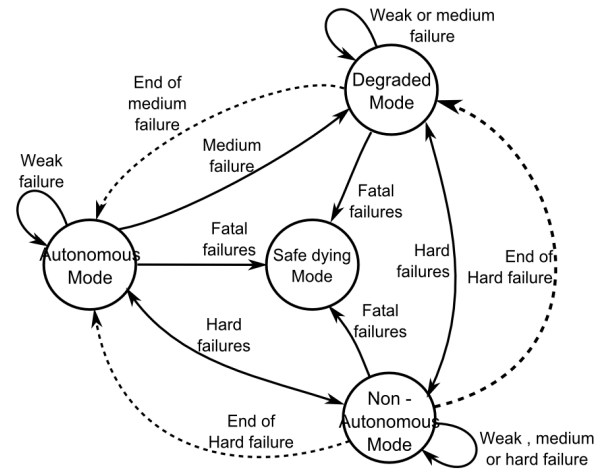 Weak or medium
failure
Degraded
Mode
End of
medium
failure
Medium
failure
Weak
failure
Autonomous
Mode
Fatal
failures
Fatal
failures
Safe dying
Mode
Hard
failures
End of
Hard failure
Fatal
failures
Hard
failures
Non -
Autonomous
Mode
End of
Hard failure
Weak , medium
or hard failure